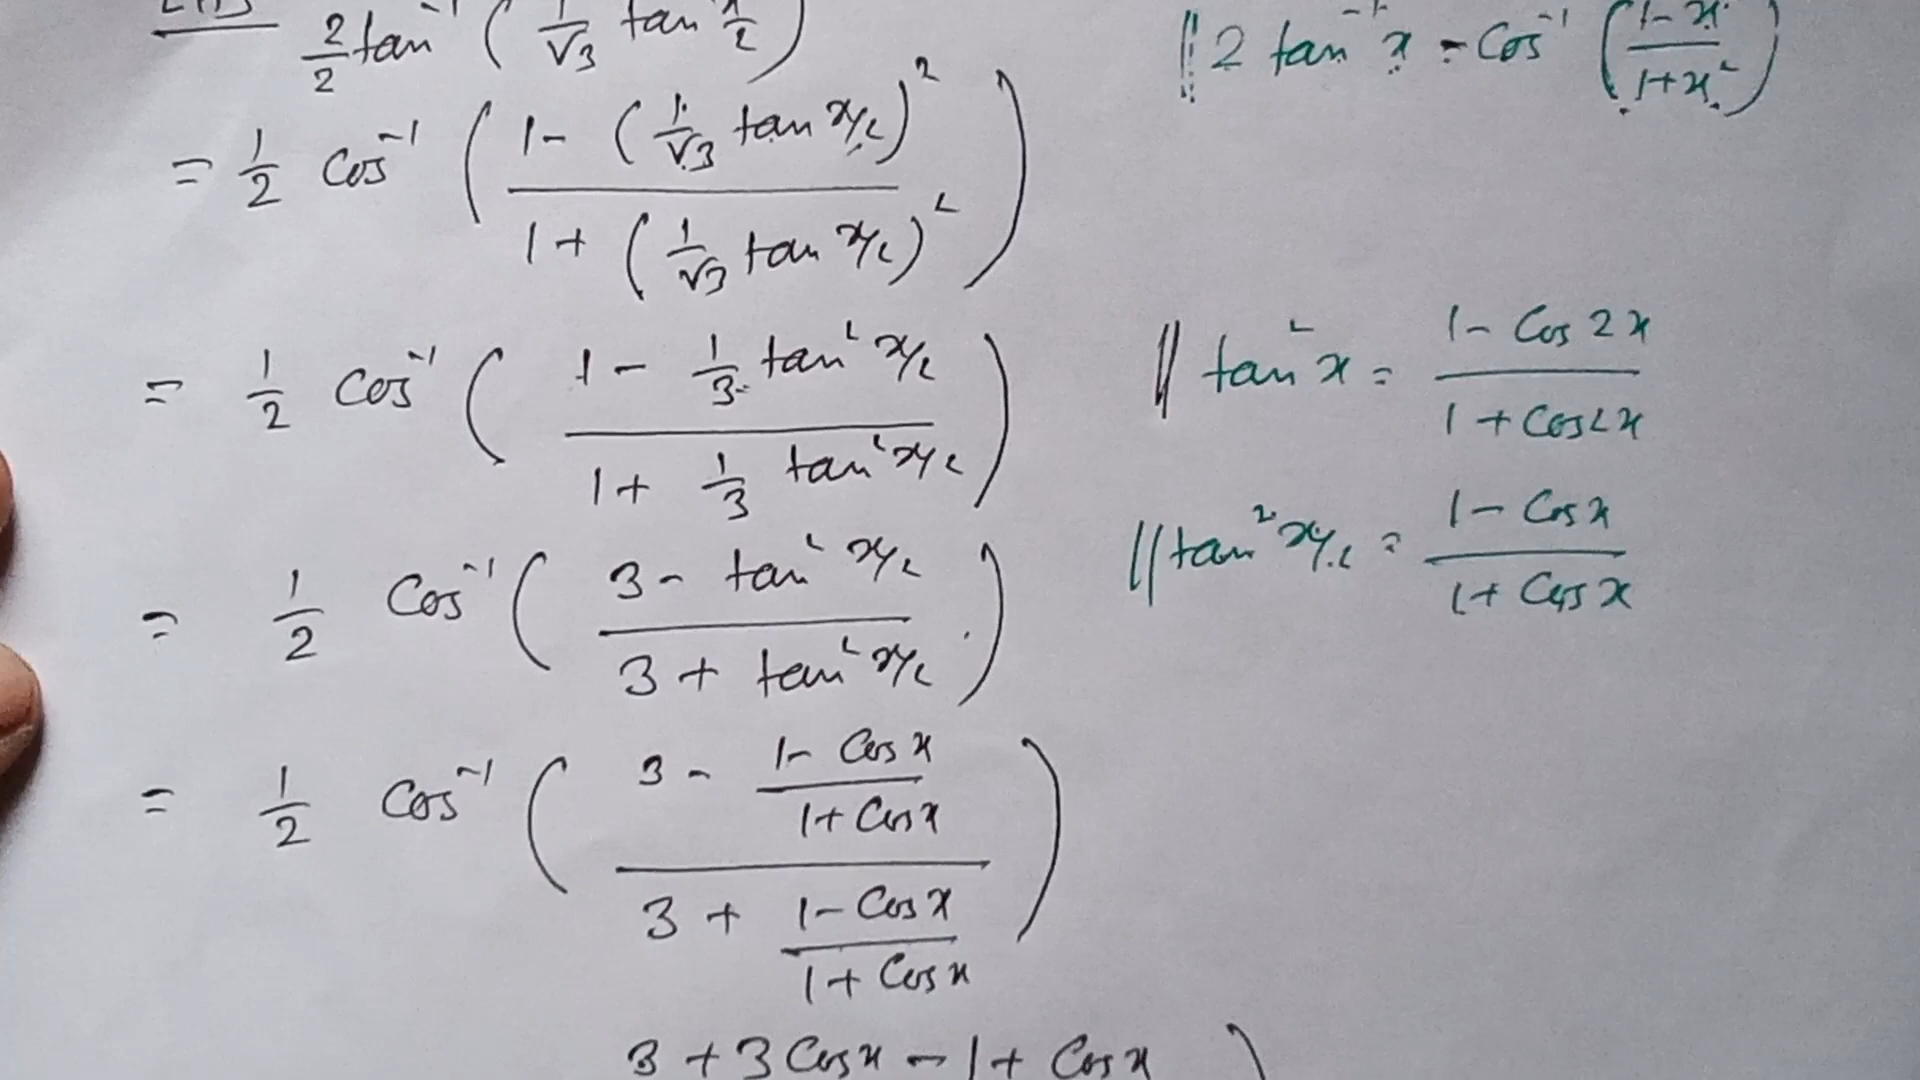 LHS
2/2 tan⁻¹ ( 1/√3 tan x/2 )
|| 2 tan⁻¹ x = Cos⁻¹ ( 1-x² / 1+x² )
= 1/2 Cos⁻¹ ( 1- ( 1/√3 tan x/2 )² / 1+ ( 1/√3 tan x/2 )² )
= 1/2 Cos⁻¹ ( 1 - 1/3 tan² x/2 / 1+ 1/3 tan² x/2 )
|| tan² x = 1- Cos 2x / 1 + Cos2x
= 1/2 Cos⁻¹ ( 3 - tan² x/2 / 3 + tan² x/2 )
|| tan² x/2 = 1- Cos x / 1+ Cos x
= 1/2 Cos⁻¹ ( 3 - 1- Cos x / 1+ Cos x / 3 + 1- Cos x / 1+ Cos x )
3 + 3 Cos x - 1 + Cos x )